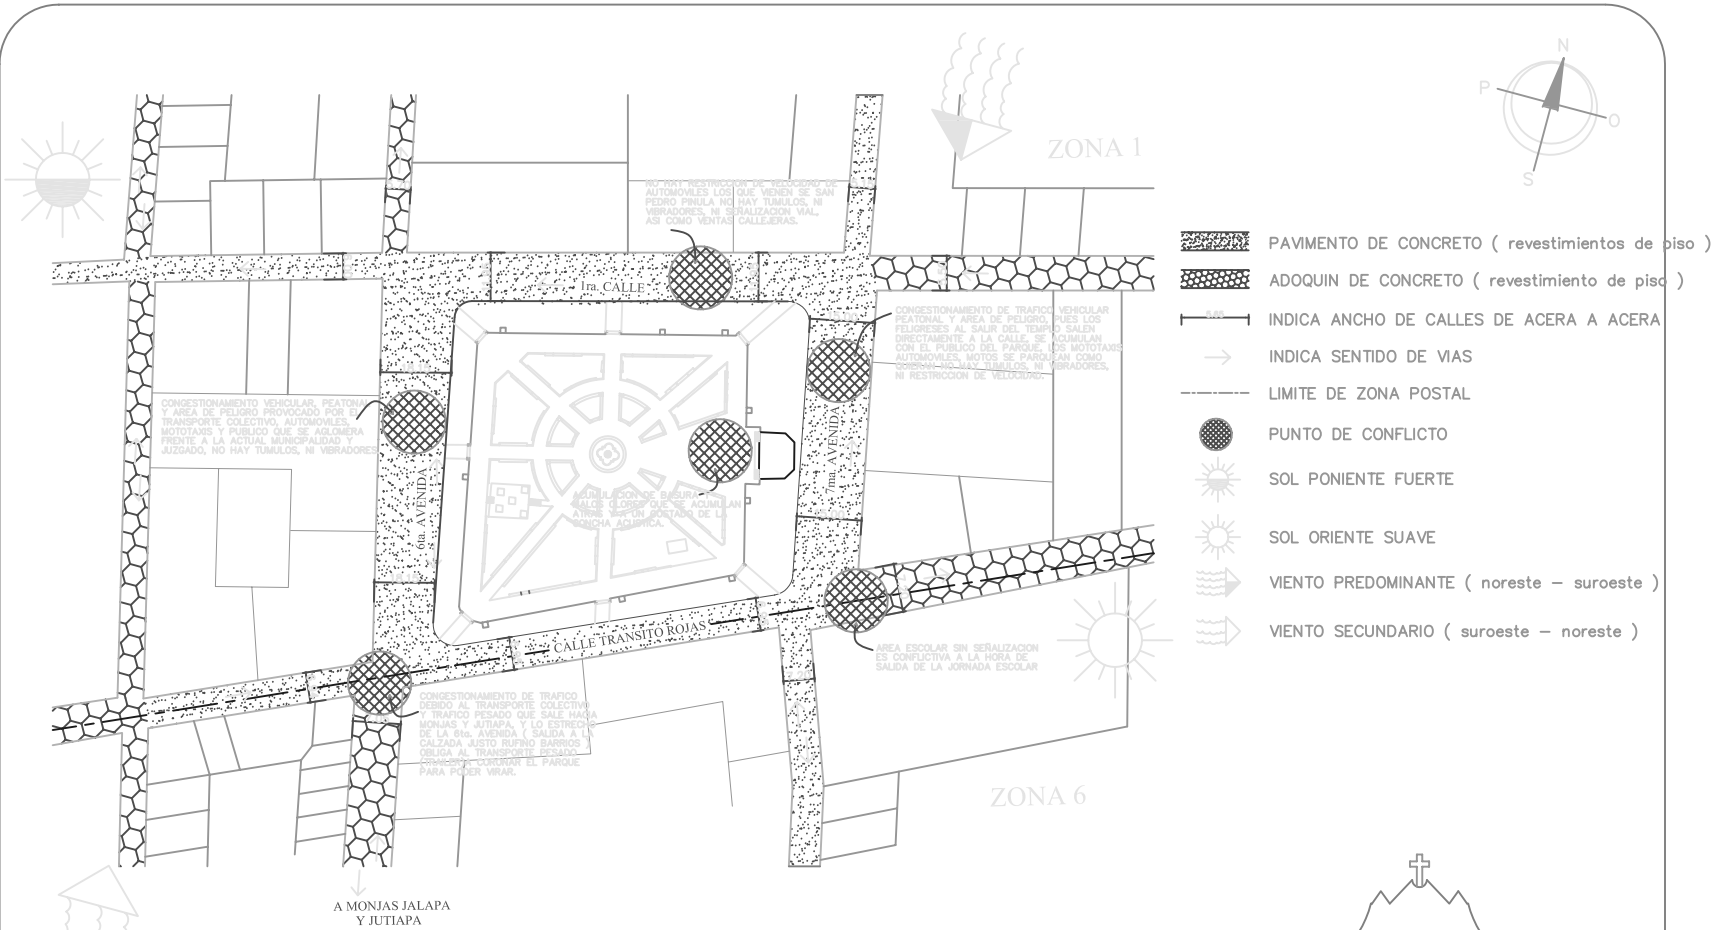 N
P
O
S
ZONA 1
NO HAY RESTRICCION DE VELOCIDAD DE
AUTOMOVILES LOS QUE VIENEN SE SAN
PEDRO PINULA NO HAY TUMULOS, NI
VIBRADORES, NI SEÑALIZACION VIAL,
ASI COMO VENTAS CALLEJERAS.
PAVIMENTO DE CONCRETO ( revestimientos de piso )
ADOQUIN DE CONCRETO ( revestimiento de piso )
INDICA ANCHO DE CALLES DE ACERA A ACERA
INDICA SENTIDO DE VIAS
LIMITE DE ZONA POSTAL
PUNTO DE CONFLICTO
SOL PONIENTE FUERTE
SOL ORIENTE SUAVE
VIENTO PREDOMINANTE ( noreste – suroeste )
VIENTO SECUNDARIO ( suroeste – noreste )
1ra. CALLE
CONGESTIONAMIENTO DE TRAFICO VEHICULAR
PEATONAL Y AREA DE PELIGRO, PUES LOS
FELIGRESES AL SALIR DEL TEMPLO SALEN
DIRECTAMENTE A LA CALLE, SE ACUMULAN
CON EL PUBLICO DEL PARQUE, LOS MOTOTAXIS
AUTOMOVILES, MOTOS SE PARQUEAN COMO
QUIERAN NO HAY TUMULOS, NI VIBRADORES,
NI RESTRICCION DE VELOCIDAD.
CONGESTIONAMIENTO VEHICULAR, PEATONAL
Y AREA DE PELIGRO PROVOCADO POR EL
TRANSPORTE COLECTIVO, AUTOMOVILES,
MOTOTAXIS Y PUBLICO QUE SE AGLOMERA
FRENTE A LA ACTUAL MUNICIPALIDAD Y
JUZGADO, NO HAY TUMULOS, NI VIBRADORES
7ma. AVENIDA
6ta. AVENIDA
ACUMULACION DE BASURA Y
MALOS OLORES QUE SE ACUMULAN
ATRAS Y A UN COSTADO DE LA
CONCHA ACUSTICA.
CALLE TRANSITO ROJAS
AREA ESCOLAR SIN SEÑALIZACION
ES CONFLICTIVA A LA HORA DE
SALIDA DE LA JORNADA ESCOLAR
CONGESTIONAMIENTO DE TRAFICO
DEBIDO AL TRANSPORTE COLECTIVO
Y TRAFICO PESADO QUE SALE HACIA
MONJAS Y JUTIAPA, Y LO ESTRECHO
DE LA 6ta. AVENIDA ( SALIDA A LA
CALZADA JUSTO RUFINO BARRIOS )
OBLIGA AL TRANSPORTE PESADO
EL PARQUE
PARA PODER VIRAR.
ZONA 6
A MONJAS JALAPA
Y JUTIAPA